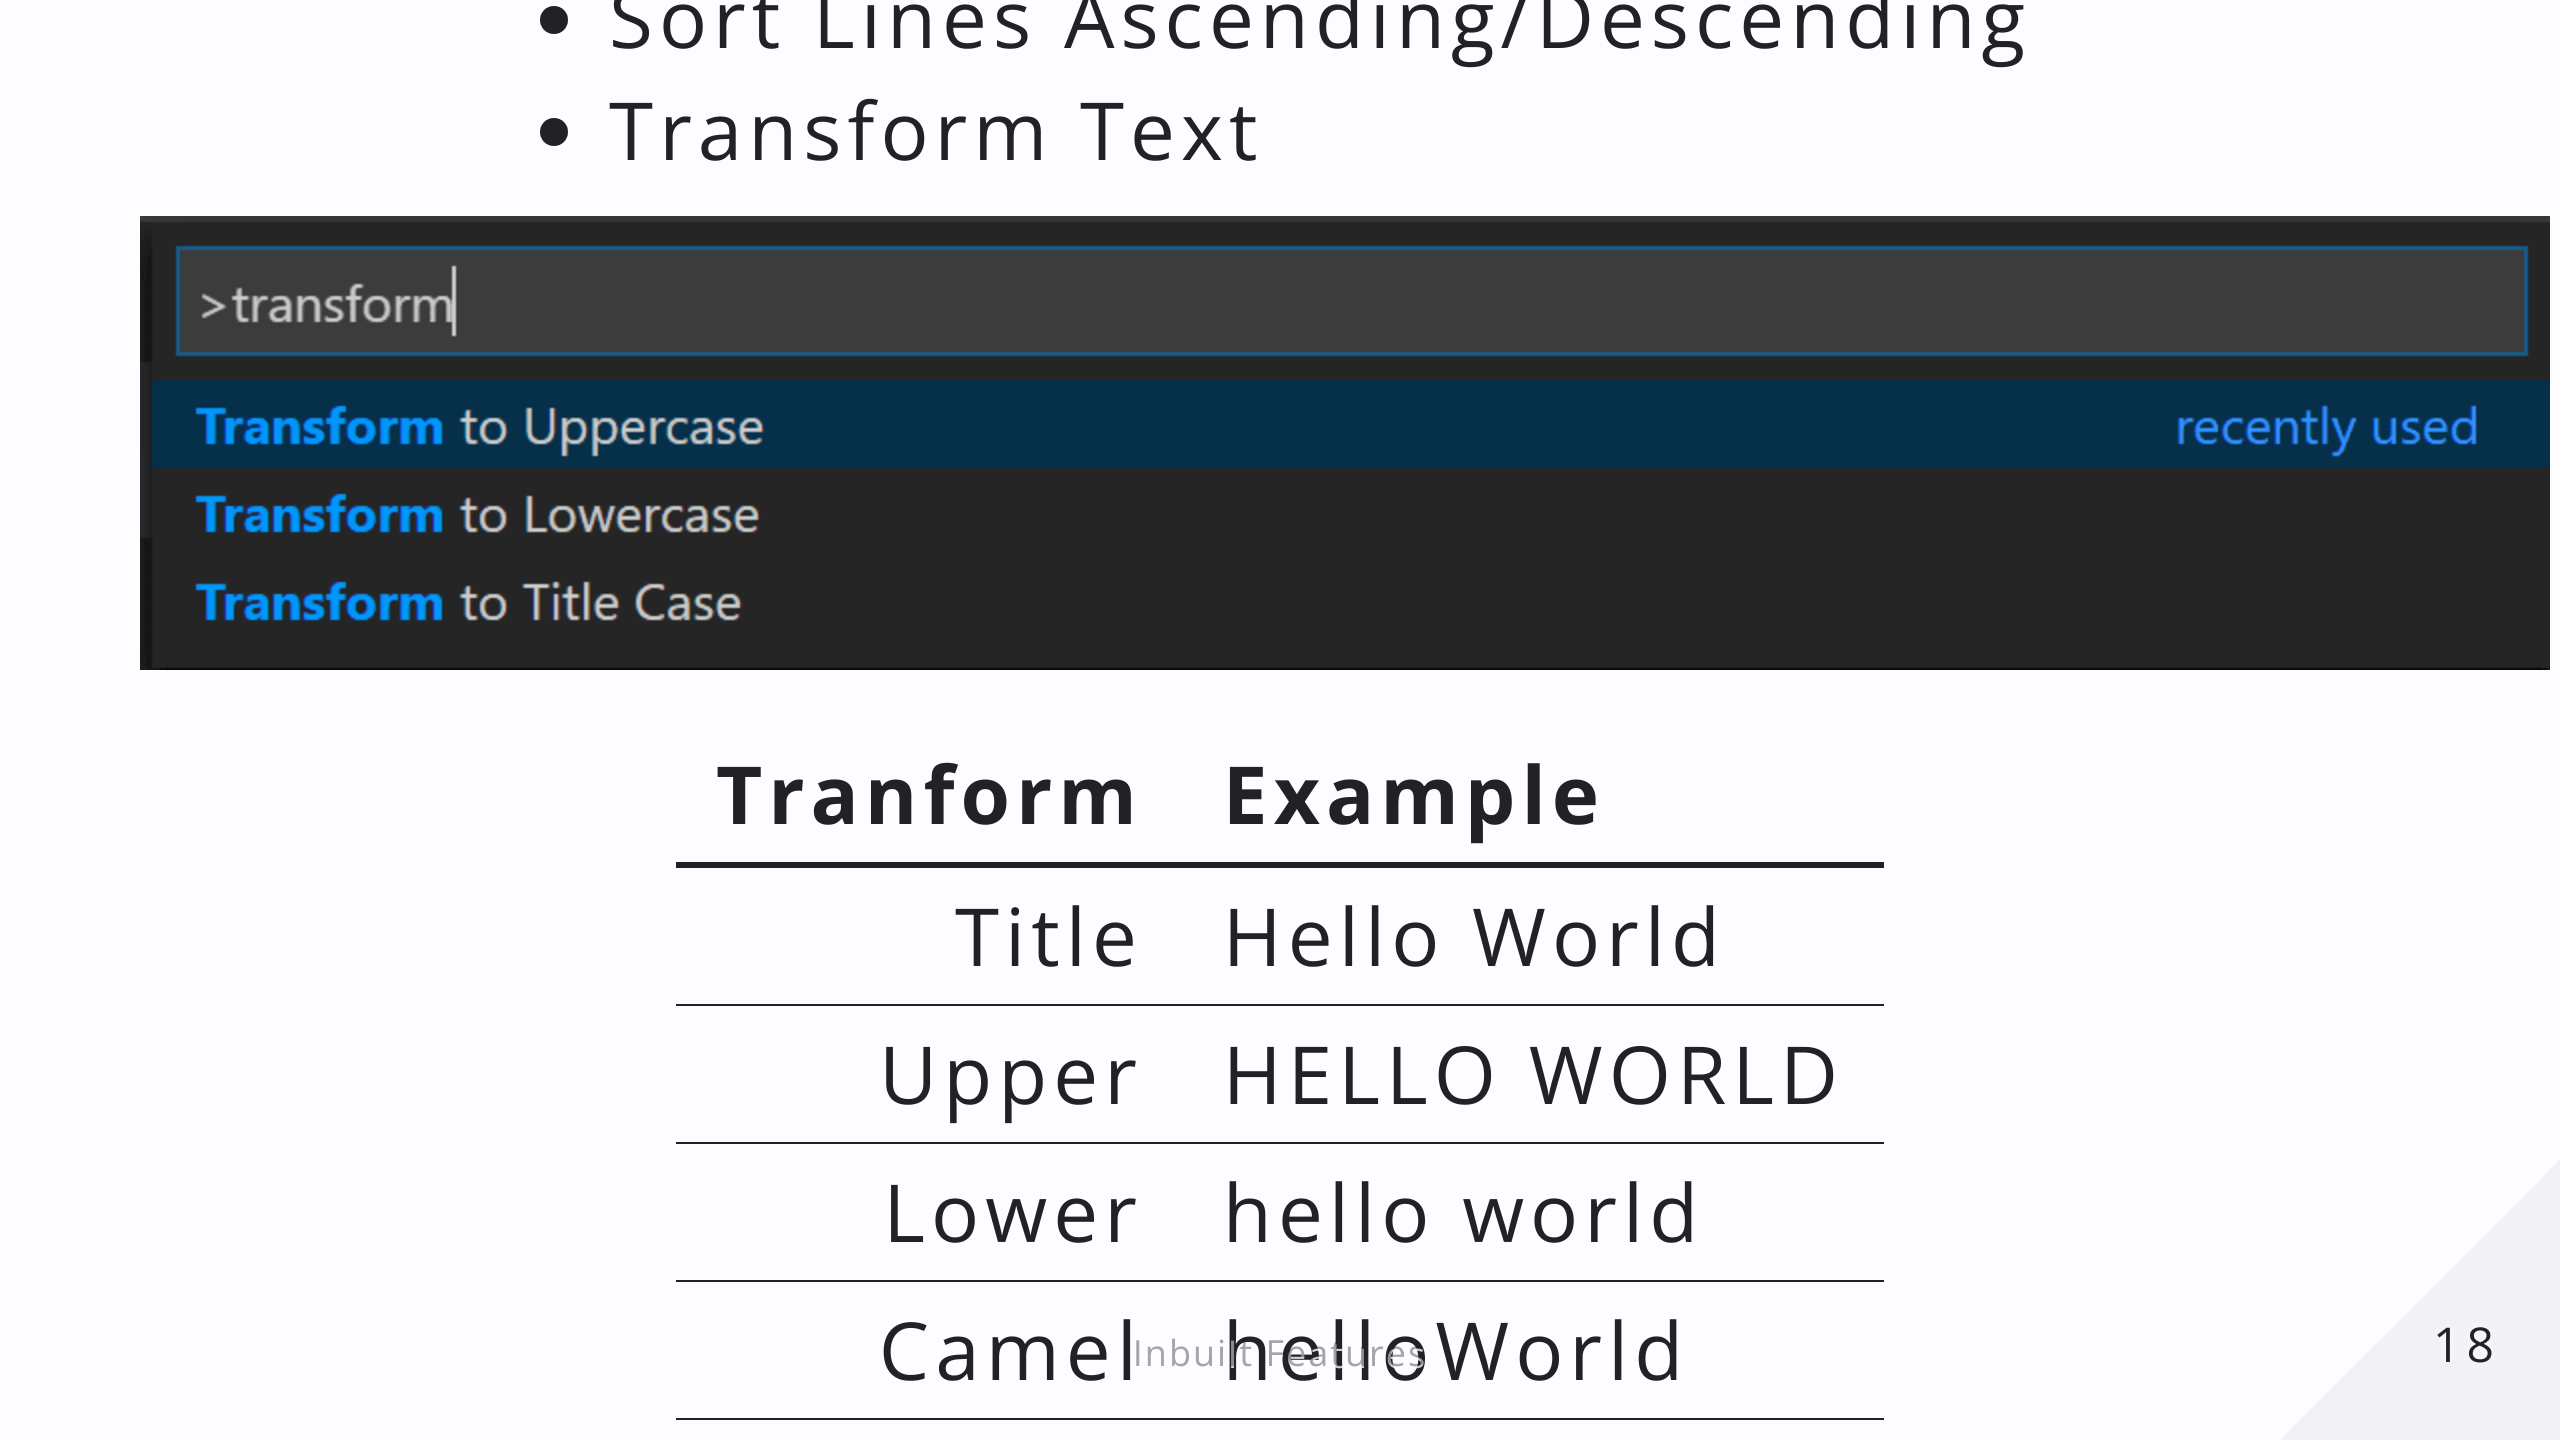 • Sort Lines Ascending/Descending
• Transform Text
>transform
Transform to Uppercase recently used
Transform to Lowercase
Transform to Title Case
Tranform Example
Title Hello World
Upper HELLO WORLD
Lower hello world
Camel helloWorld
Inbuilt Features
18